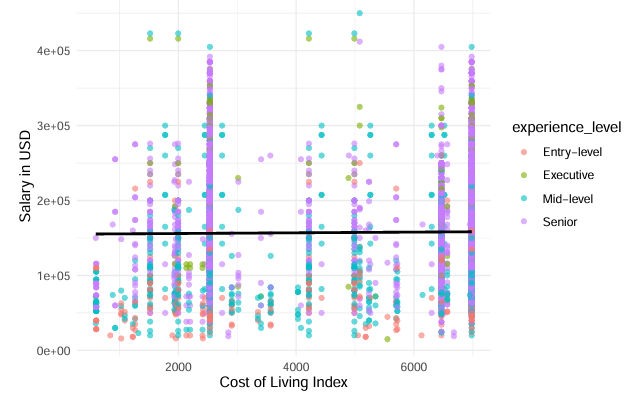 4e+05
3e+05
2e+05
1e+05
0e+00
Salary in USD
2000
4000
6000
Cost of Living Index
experience_level
Entry−level
Executive
Mid−level
Senior